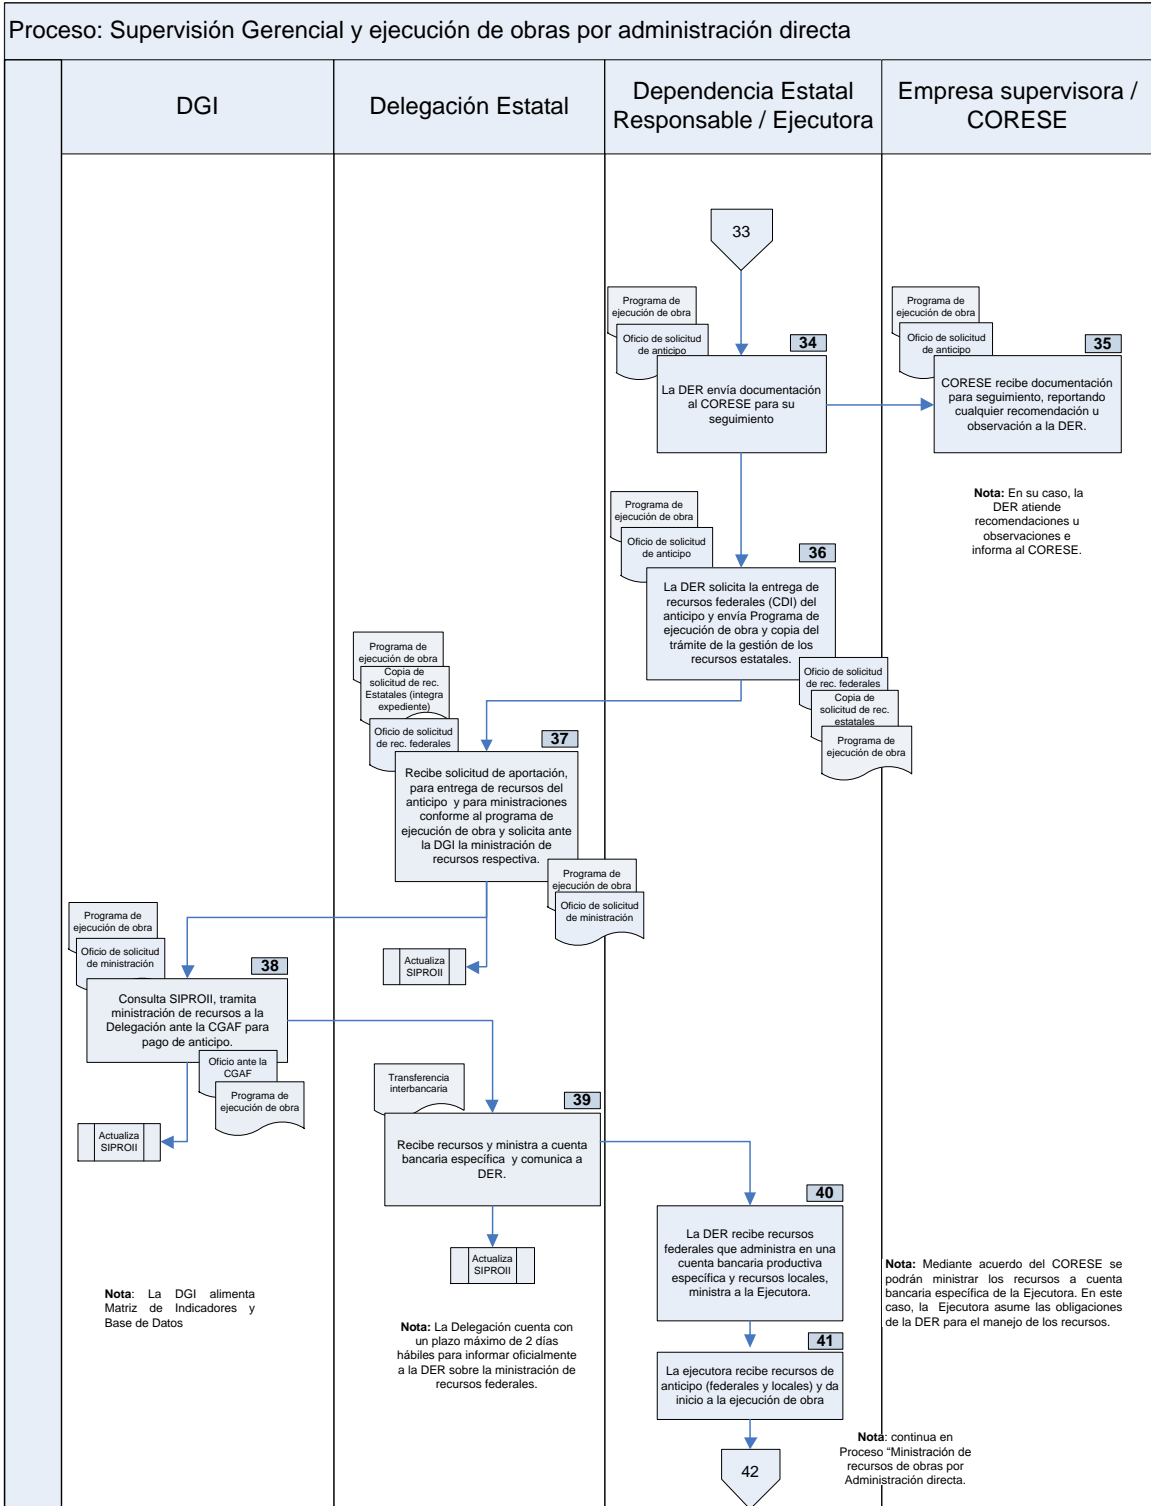 Proceso: Supervisión Gerencial y ejecución de obras por administración directa
DGI
Delegación Estatal
Dependencia Estatal
Responsable / Ejecutora
Empresa supervisora /
CORESE
33
Programa de
ejecución de obra
Oficio de solicitud
de anticipo
34
La DER envía documentación
al CORESE para su
seguimiento
Programa de
ejecución de obra
Oficio de solicitud
de anticipo
35
CORESE recibe documentación
para seguimiento, reportando
cualquier recomendación u
observación a la DER.
Nota: En su caso, la
DER atiende
recomendaciones u
observaciones e
informa al CORESE.
Programa de
ejecución de obra
Oficio de solicitud
de anticipo
36
La DER solicita la entrega de
recursos federales (CDI) del
anticipo y envía Programa de
ejecución de obra y copia del
trámite de la gestión de los
recursos estatales.
Oficio de solicitud
de rec. federales
Copia de
solicitud de rec.
estatales
Programa de
ejecución de obra
Programa de
ejecución de obra
Copia de
solicitud de rec.
Estatales (integra
expediente)
Oficio de solicitud
de rec. federales
37
Recibe solicitud de aportación,
para entrega de recursos del
anticipo y para ministraciones
conforme al programa de
ejecución de obra y solicita ante
la DGI la ministración de
recursos respectiva.
Programa de
ejecución de obra
Oficio de solicitud
de ministración
Actualiza
SIPROII
Programa de
ejecución de obra
Oficio de solicitud
de ministración
38
Consulta SIPROII, tramita
ministración de recursos a la
Delegación ante la CGAF para
pago de anticipo.
Oficio ante la
CGAF
Programa de
ejecución de obra
Actualiza
SIPROII
Transferencia
interbancaria
39
Recibe recursos y ministra a cuenta
bancaria específica y comunica a
DER.
Actualiza
SIPROII
40
La DER recibe recursos
federales que administra en una
cuenta bancaria productiva
específica y recursos locales,
ministra a la Ejecutora.
Nota: Mediante acuerdo del CORESE se
podrán ministrar los recursos a cuenta
bancaria específica de la Ejecutora. En este
caso, la Ejecutora asume las obligaciones
de la DER para el manejo de los recursos.
Nota: La DGI alimenta
Matriz de Indicadores y
Base de Datos
Nota: La Delegación cuenta con
un plazo máximo de 2 días
hábiles para informar oficialmente
a la DER sobre la ministración de
recursos federales.
41
La ejecutora recibe recursos de
anticipo (federales y locales) y da
inicio a la ejecución de obra
Nota: continua en
Proceso “Ministración de
recursos de obras por
Administración directa.
42